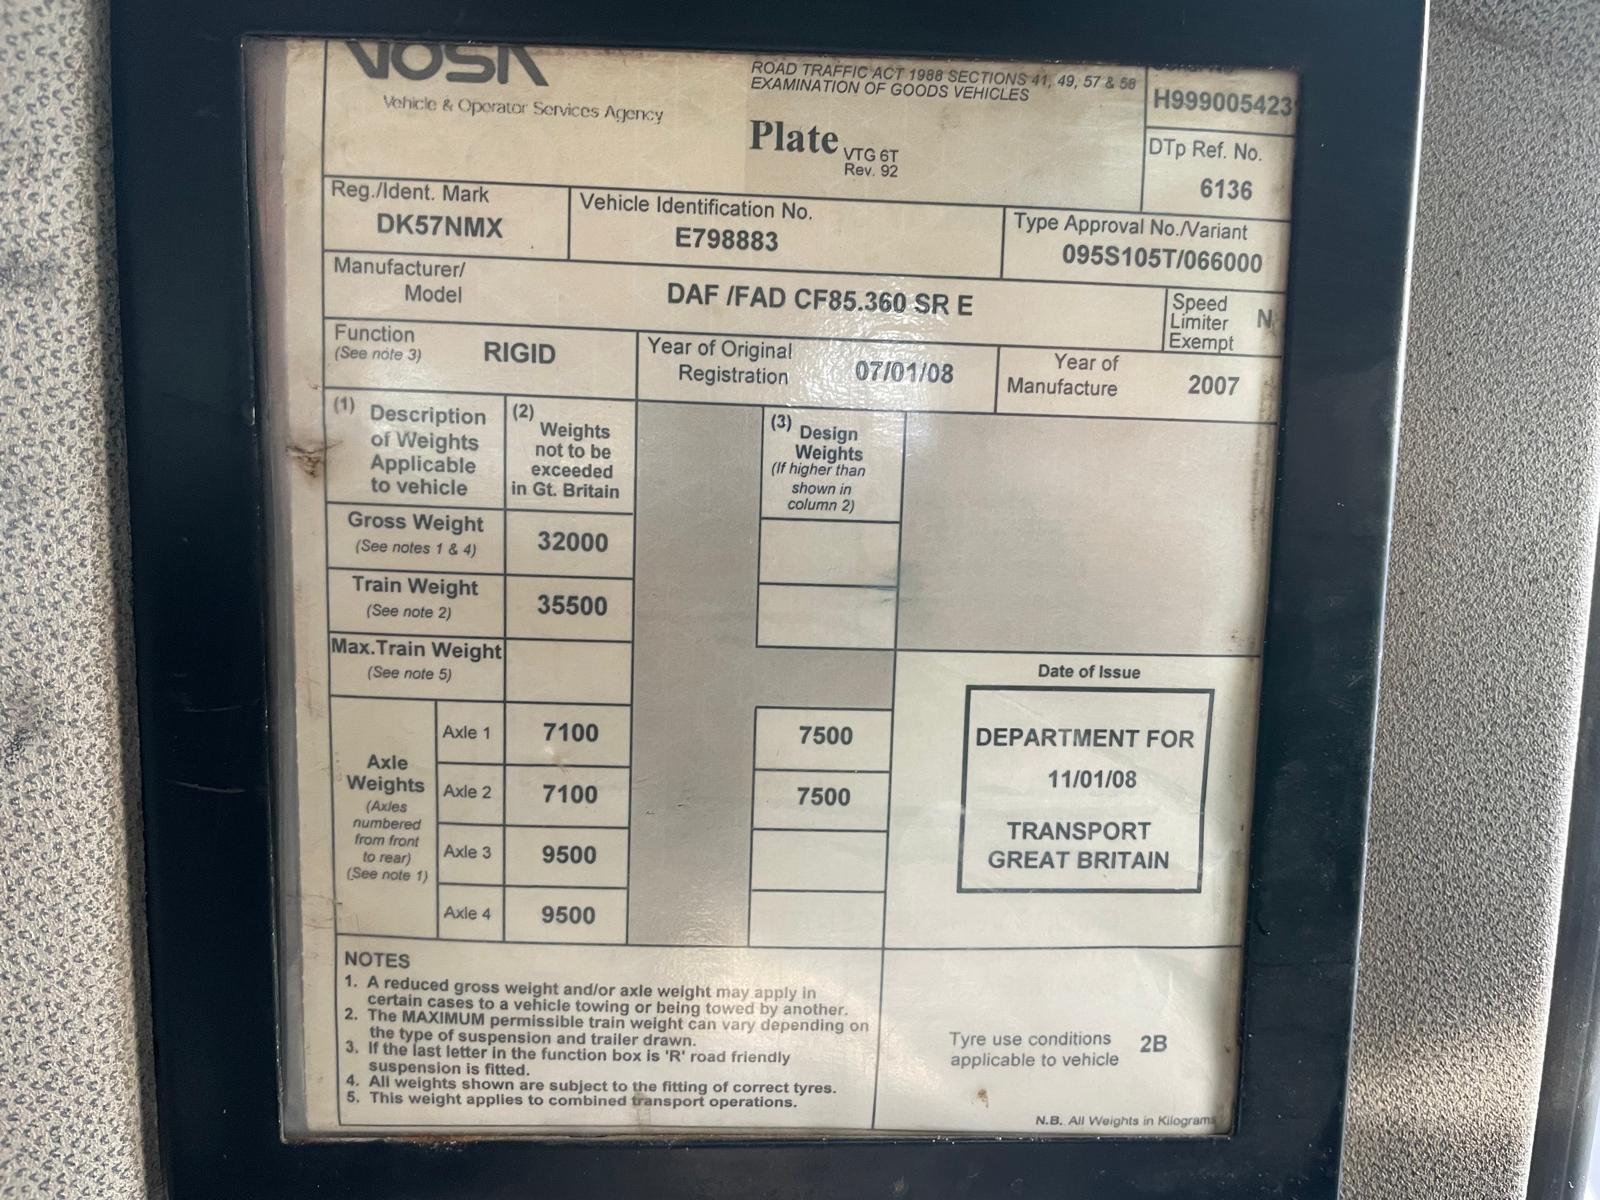 VOSA
Vehicle & Operator Services Agency
ROAD TRAFFIC ACT 1988 SECTIONS 41, 49, 57 & 58
EXAMINATION OF GOODS VEHICLES
Plate VTG 6T
Rev. 92
H999005423
DTp Ref. No.
6136
Reg./Ident. Mark
DK57NMX
Vehicle Identification No.
E798883
Type Approval No./Variant
095S105T/066000
Manufacturer/
Model
DAF /FAD CF85.360 SR E
Speed
Limiter
Exempt
N
Function
(See note 3)
RIGID
Year of Original
Registration
07/01/08
Year of
Manufacture
2007
(1) Description
of Weights
Applicable
to vehicle
(2) Weights
not to be
exceeded
in Gt. Britain
(3) Design
Weights
(If higher than
shown in
column 2)
Gross Weight
(See notes 1 & 4)
32000
Train Weight
(See note 2)
35500
Max.Train Weight
(See note 5)
Axle
Weights
(Axles
numbered
from front
to rear)
(See note 1)
Axle 1 7100 7500
Axle 2 7100 7500
Axle 3 9500
Axle 4 9500
Date of Issue
DEPARTMENT FOR
11/01/08
TRANSPORT
GREAT BRITAIN
NOTES
1. A reduced gross weight and/or axle weight may apply in
certain cases to a vehicle towing or being towed by another.
2. The MAXIMUM permissible train weight can vary depending on
the type of suspension and trailer drawn.
3. If the last letter in the function box is 'R' road friendly
suspension is fitted.
4. All weights shown are subject to the fitting of correct tyres.
5. This weight applies to combined transport operations.
Tyre use conditions
applicable to vehicle
2B
N.B. All Weights in Kilograms